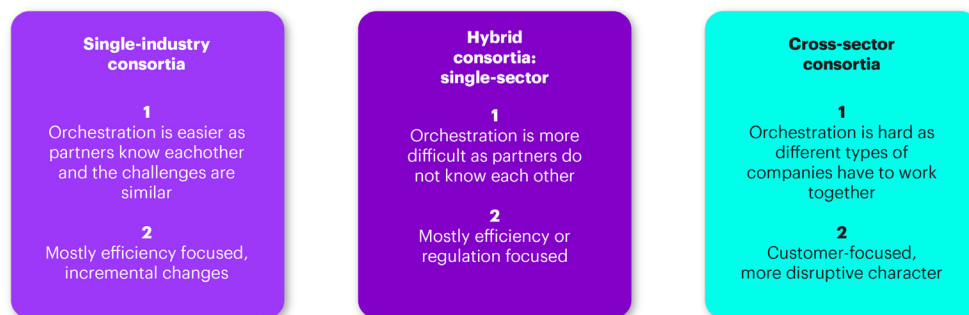 Single-industry
consortia
1
Orchestration is easier as
partners know eachother
and the challenges are
similar
2
Mostly efficiency focused,
incremental changes
Hybrid
consortia:
single-sector
1
Orchestration is more
difficult as partners do
not know each other
2
Mostly efficiency or
regulation focused
Cross-sector
consortia
1
Orchestration is hard as
different types of
companies have to work
together
2
Customer-focused,
more disruptive character